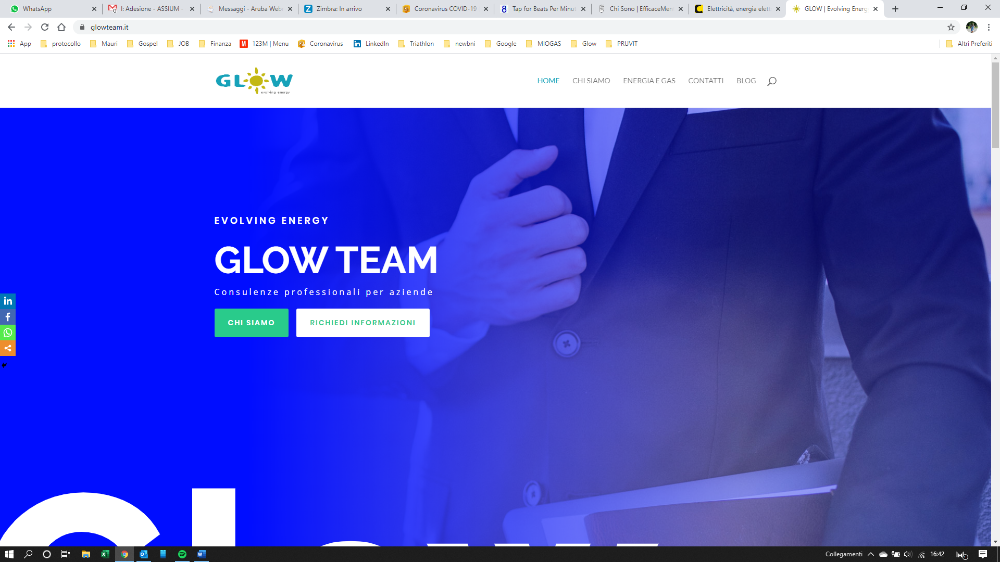 WhatsApp
I: Adesione - ASSIUM -
Messaggi - Aruba Web
Zimbra: In arrivo
Coronavirus COVID-19
Tap for Beats Per Minut
Chi Sono | EfficaceMen
Elettricità, energia elett
GLOW | Evolving Energ
glowteam.it
App
protocollo
Mauri
Gospel
JOB
Finanza
123M | Menu
Coronavirus
LinkedIn
Triathlon
newbni
Google
MIOGAS
Glow
PRUVIT
Altri Preferiti
GLOW
evolving energy
HOME
CHI SIAMO
ENERGIA E GAS
CONTATTI
BLOG
EVOLVING ENERGY
GLOW TEAM
Consulenze professionali per aziende
CHI SIAMO
RICHIEDI INFORMAZIONI
Collegamenti
16:42